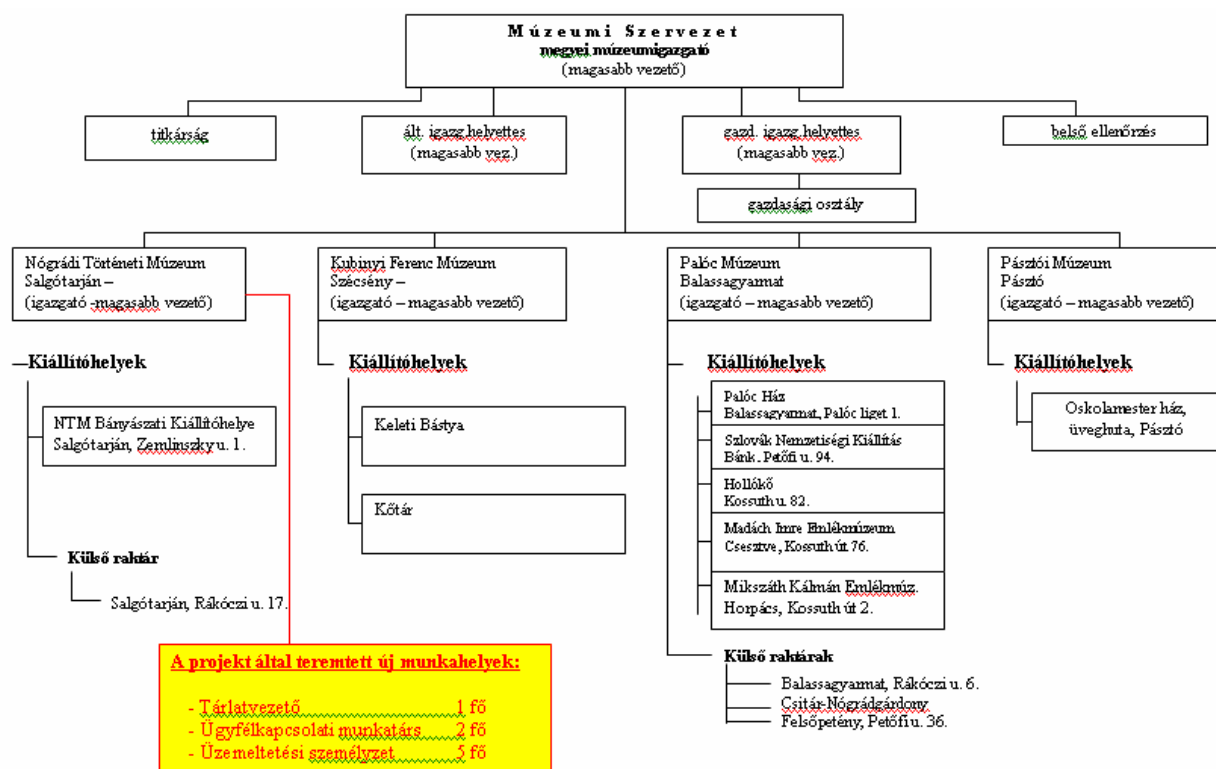 Múzeumi Szervezet
megyei múzeumigazgató
(magasabb vezető)
titkárság
ált. igazg.helyettes
(magasabb vez.)
gazd. igazg.helyettes
(magasabb vez.)
belső ellenőrzés
gazdasági osztály
Nógrádi Történeti Múzeum
Salgótarján –
(igazgató -magasabb vezető)
Kubinyi Ferenc Múzeum
Szécsény –
(igazgató – magasabb vezető)
Palóc Múzeum
Balassagyarmat
(igazgató – magasabb vezető)
Pásztói Múzeum
Pásztó
(igazgató – magasabb vezető)
Kiállítóhelyek
NTM Bányászati Kiállítóhelye
Salgótarján, Zemlinszky u. 1.
Külső raktár
Salgótarján, Rákóczi u. 17.
Kiállítóhelyek
Keleti Bástya
Kőtár
Kiállítóhelyek
Palóc Ház
Balassagyarmat, Palóc liget 1.
Szlovák Nemzetiségi Kiállítás
Bánk, Petőfi u. 94.
Hollókő
Kossuth u. 82.
Madách Imre Emlékmúzeum
Csesztve, Kossuth út 76.
Mikszáth Kálmán Emlékmúz.
Horpács, Kossuth út 2.
Külső raktárak
Balassagyarmat, Rákóczi u. 6.
Csitár-Nógrádgárdony
Felsőpetény, Petőfi u. 36.
Kiállítóhelyek
Oskolamester ház,
üveghuta, Pásztó
A projekt által teremtett új munkahelyek:
- Tárlatvezető 1 fő
- Ügyfélkapcsolati munkatárs 2 fő
- Üzemeltetési személyzet 5 fő